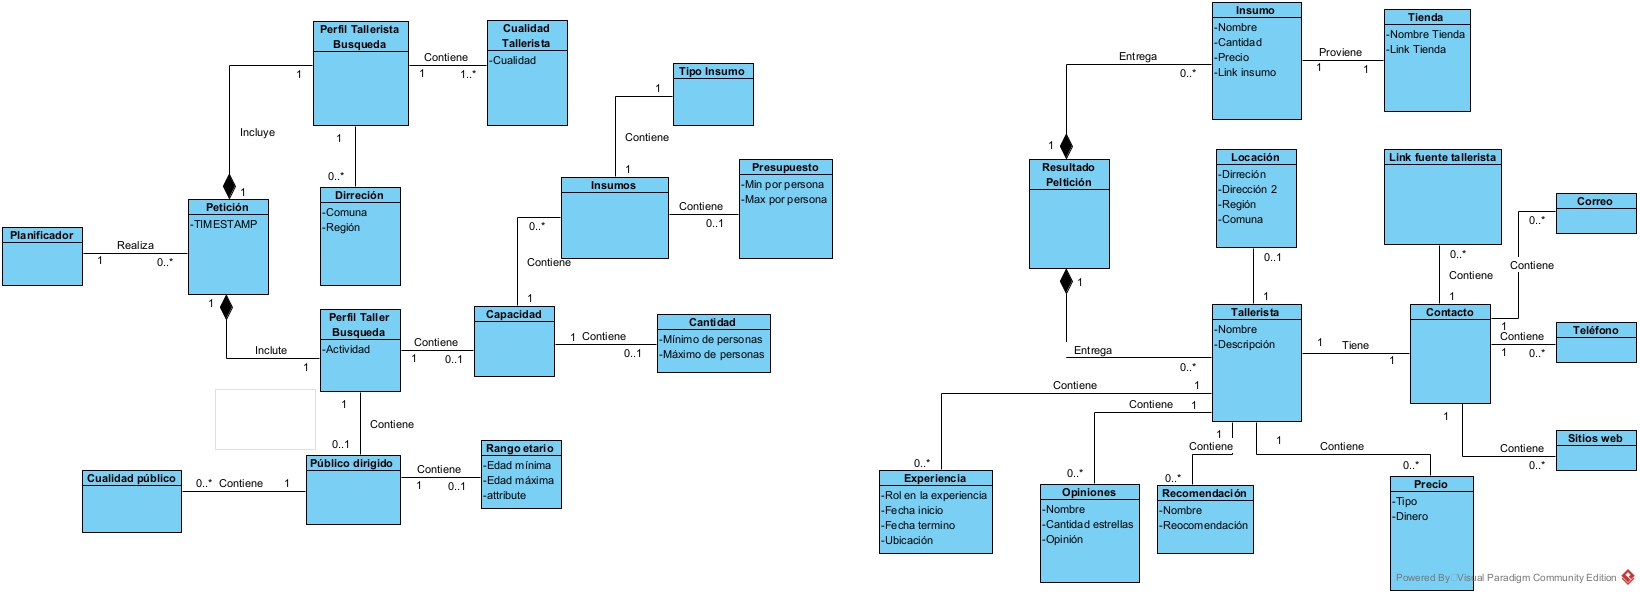 Perfil Tallerista
Busqueda
Contiene
1
1..*
Cualidad
Tallerista
-Cualidad
1
Incluye
1
0..*
Dirreción
-Comuna
-Región
1
Petición
-TIMESTAMP
Planificador
Realiza
1
0..*
1
Inclute
1
Perfil Taller
Busqueda
-Actividad
Contiene
1
0..1
Capacidad
1
Contiene
0..*
Insumos
1
Contiene
1
Tipo Insumo
Contiene
0..1
Presupuesto
-Min por persona
-Max por persona
1
Contiene
0..1
Cantidad
-Mínimo de personas
-Máximo de personas
1
Contiene
0..1
Público dirigido
Contiene
1
0..1
Rango etario
-Edad mínima
-Edad máxima
-attribute
Cualidad público
0..*
Contiene
1
Insumo
-Nombre
-Cantidad
-Precio
-Link insumo
Proviene
1
1
Tienda
-Nombre Tienda
-Link Tienda
Entrega
0..*
1
Resultado
Peltición
1
Entrega
0..*
Locación
-Dirreción
-Dirección 2
-Región
-Comuna
0..1
1
Tallerista
-Nombre
-Descripción
1
Tiene
1
Link fuente tallerista
0..*
Contiene
1
Contacto
Correo
0..*
Contiene
1
Teléfono
Contiene
1
0..*
1
Contiene
0..*
Sitios web
Contiene
1
0..*
Experiencia
-Rol en la experiencia
-Fecha inicio
-Fecha termino
-Ubicación
Contiene
1
0..*
Opiniones
-Nombre
-Cantidad estrellas
-Opinión
1
Contiene
0..*
Recomendación
-Nombre
-Reocomendación
1
Contiene
0..*
Precio
-Tipo
-Dinero
Powered By: Visual Paradigm Community Edition